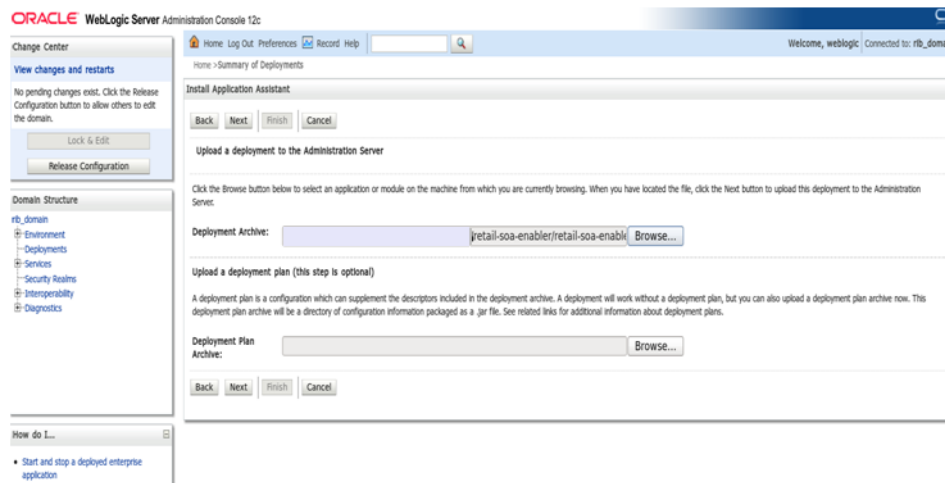 ORACLE WebLogic Server Administration Console 12c
Change Center
View changes and restarts
No pending changes exist. Click the Release
Configuration button to allow others to edit
the domain.
Lock & Edit
Release Configuration
Domain Structure
rib_domain
Environment
Deployments
Services
Security Realms
Interoperability
Diagnostics
How do I...
Start and stop a deployed enterprise
application
Home Log Out Preferences Record Help
Welcome, weblogic Connected to: rib_doma
Home >Summary of Deployments
Install Application Assistant
Back Next Finish Cancel
Upload a deployment to the Administration Server
Click the Browse button below to select an application or module on the machine from which you are currently browsing. When you have located the file, click the Next button to upload this deployment to the Administration
Server.
Deployment Archive: /retail-soa-enabler/retail-soa-enable Browse...
Upload a deployment plan (this step is optional)
A deployment plan is a configuration which can supplement the descriptors included in the deployment archive. A deployment will work without a deployment plan, but you can also upload a deployment plan archive now. This
deployment plan archive will be a directory of configuration information packaged as a .jar file. See related links for additional information about deployment plans.
Deployment Plan
Archive:
Browse...
Back Next Finish Cancel